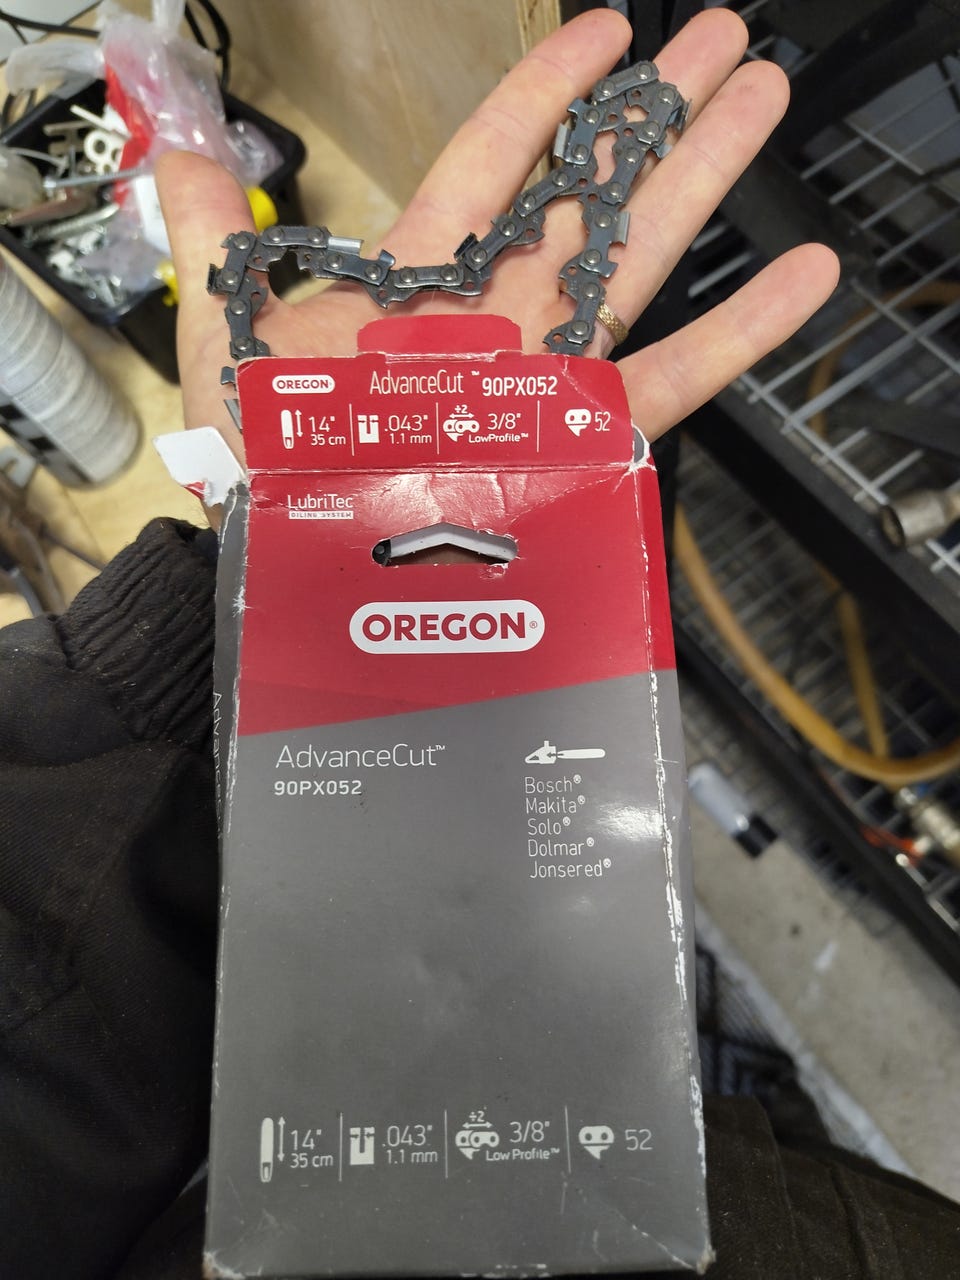 OREGON® AdvanceCut™ 90PX052
14" .043" ÷2 3/8" 52
35 cm 1.1 mm LowProfile™
LubriTec
OILING SYSTEM
OREGON®
AdvanceCut™
90PX052
Bosch®
Makita®
Solo®
Dolmar®
Jonsered®
14" .043" ÷2 3/8" 52
35 cm 1.1 mm Low Profile™